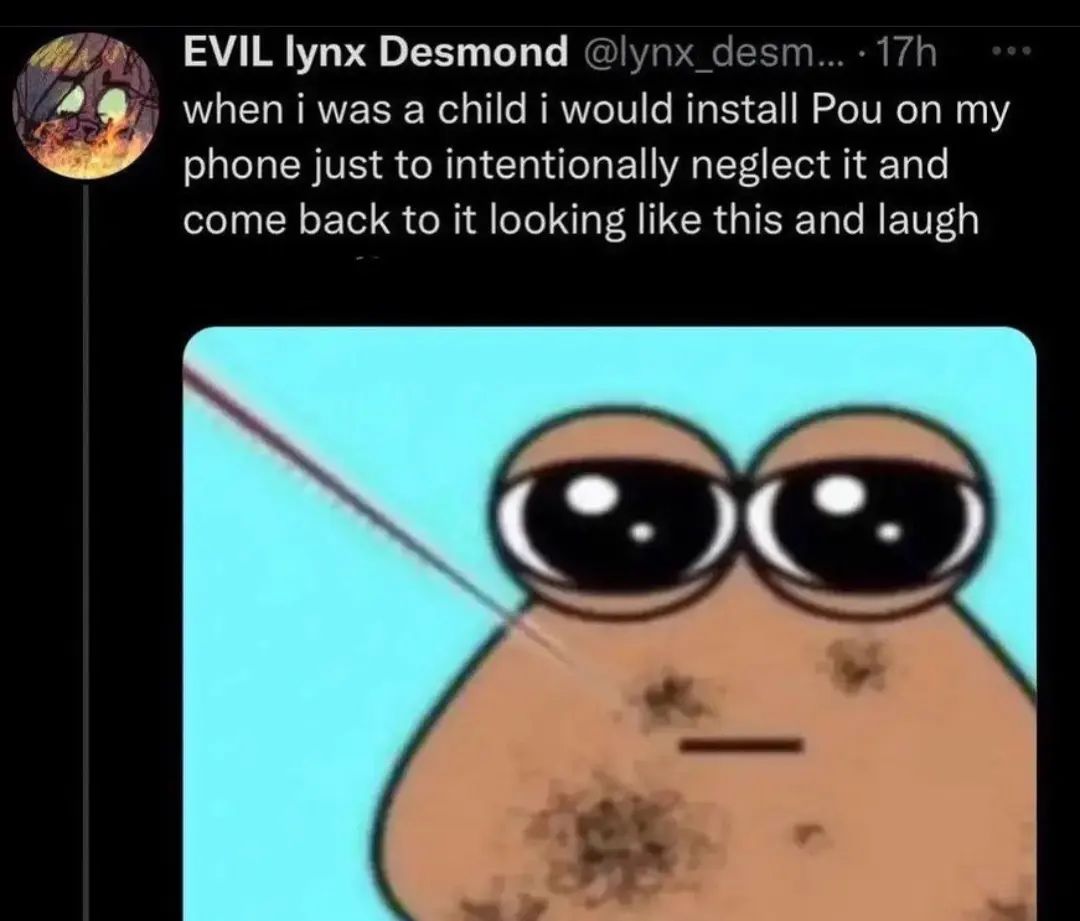 EVIL lynx Desmond @lynx_desm... · 17h
when i was a child i would install Pou on my
phone just to intentionally neglect it and
come back to it looking like this and laugh